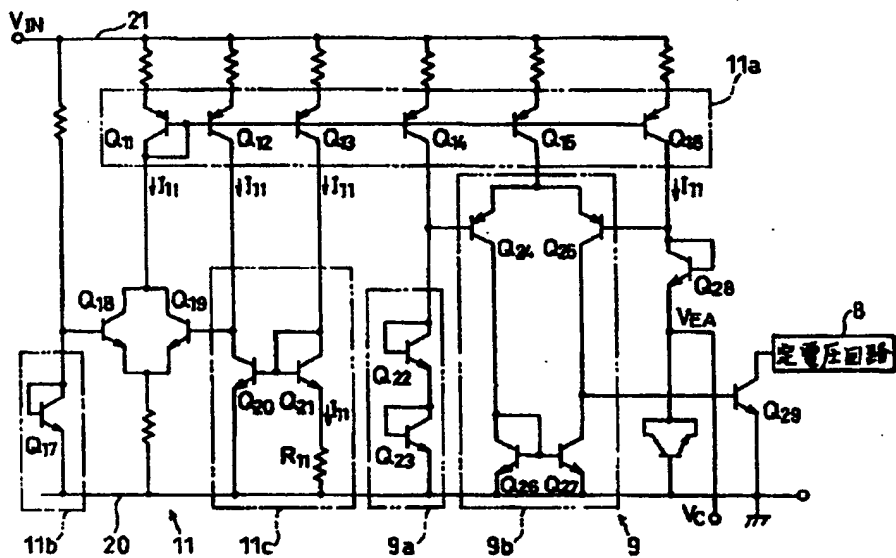 VIN
21
11a
Q11
Q12
Q13
Q14
Q15
Q16
I11
I11
I11
I11
Q18
Q19
Q24
Q25
Q28
VEA
8
定電圧回路
Q22
Q20
Q21
I11
Q29
Q17
R11
Q23
Q26
Q27
11b
20
11
11c
9a
9b
9
VC